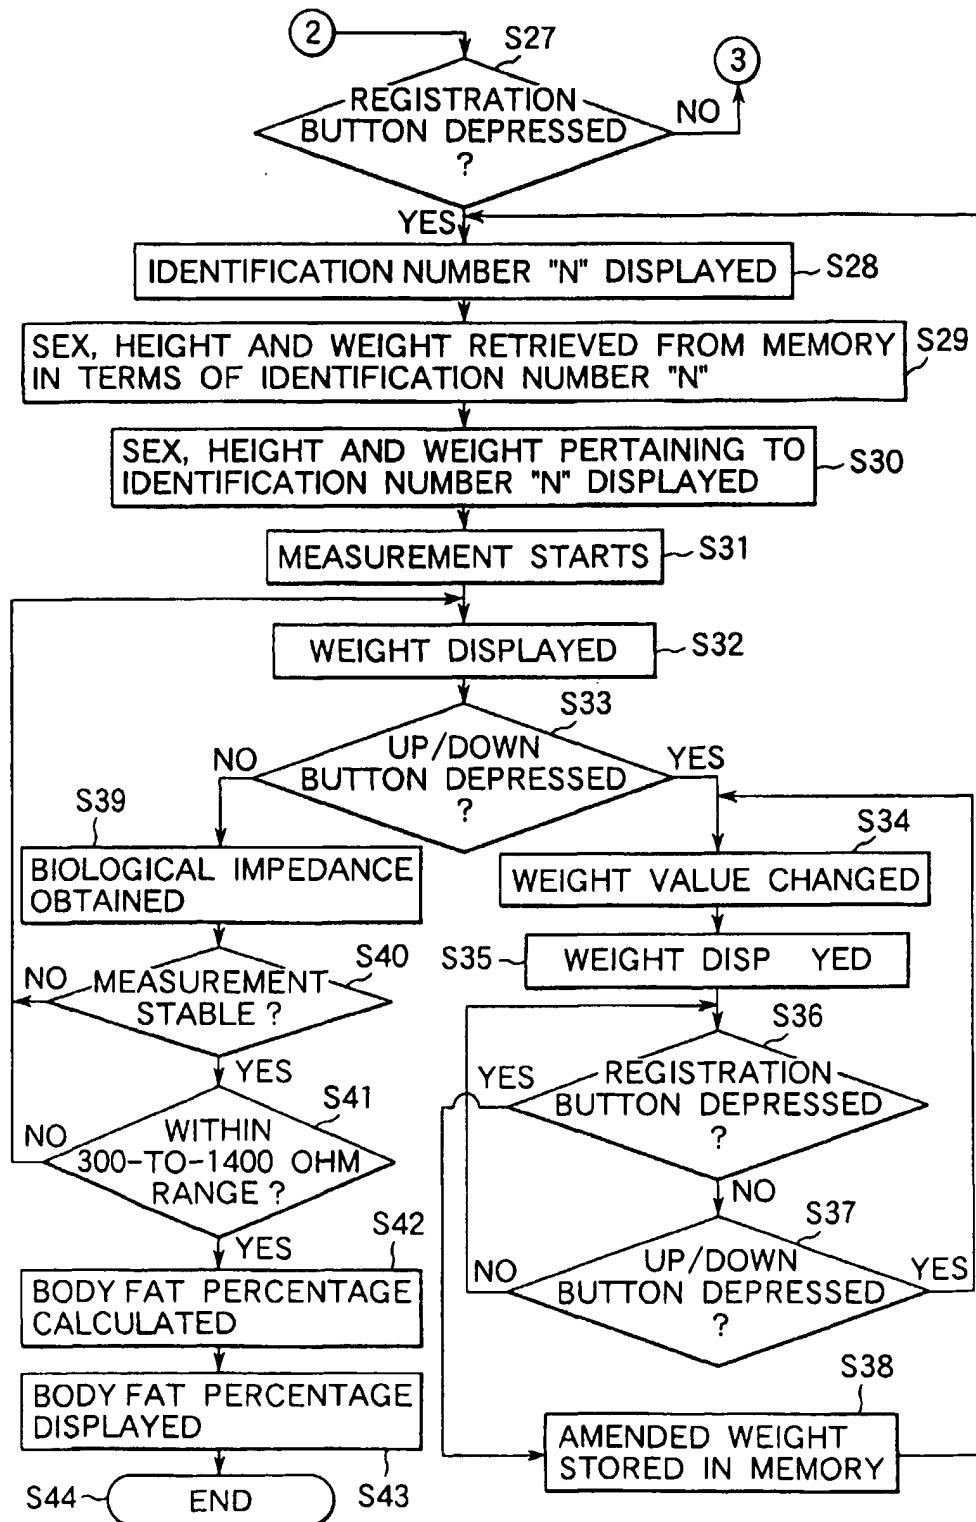 2
S27
3
REGISTRATION
BUTTON DEPRESSED
?
NO
YES
IDENTIFICATION NUMBER "N" DISPLAYED
S28
SEX, HEIGHT AND WEIGHT RETRIEVED FROM MEMORY
IN TERMS OF IDENTIFICATION NUMBER "N"
S29
SEX, HEIGHT AND WEIGHT PERTAINING TO
IDENTIFICATION NUMBER "N" DISPLAYED
S30
MEASUREMENT STARTS
S31
WEIGHT DISPLAYED
S32
S33
UP/DOWN
BUTTON DEPRESSED
?
NO
YES
S39
BIOLOGICAL IMPEDANCE
OBTAINED
S34
WEIGHT VALUE CHANGED
S35
WEIGHT DISP YED
S40
MEASUREMENT
STABLE ?
NO
YES
S36
REGISTRATION
BUTTON DEPRESSED
?
YES
NO
S41
WITHIN
300-TO-1400 OHM
RANGE ?
NO
YES
S37
UP/DOWN
BUTTON DEPRESSED
?
NO
YES
S42
BODY FAT PERCENTAGE
CALCULATED
BODY FAT PERCENTAGE
DISPLAYED
S43
S38
AMENDED WEIGHT
STORED IN MEMORY
S44
END